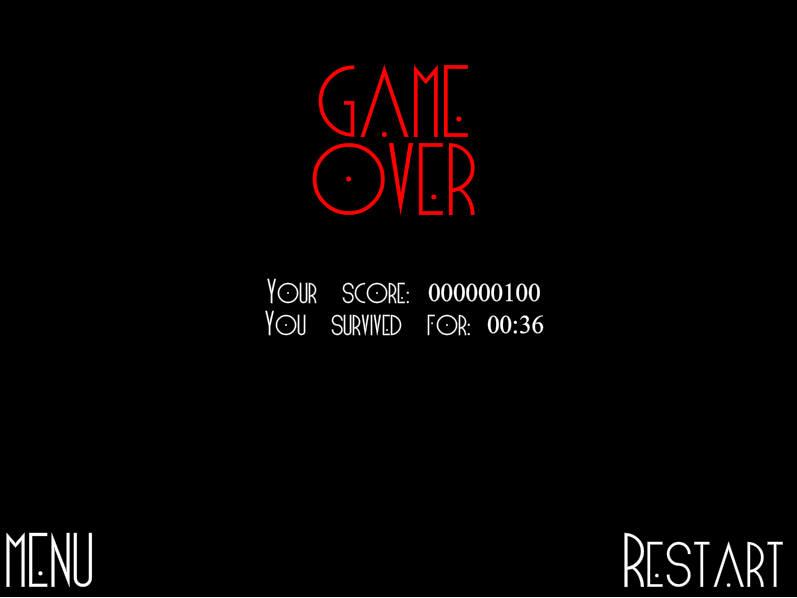 GAME
OVER
YOUR SCORE: 000000100
YOU SURVIVED FOR: 00:36
MENU
RESTART